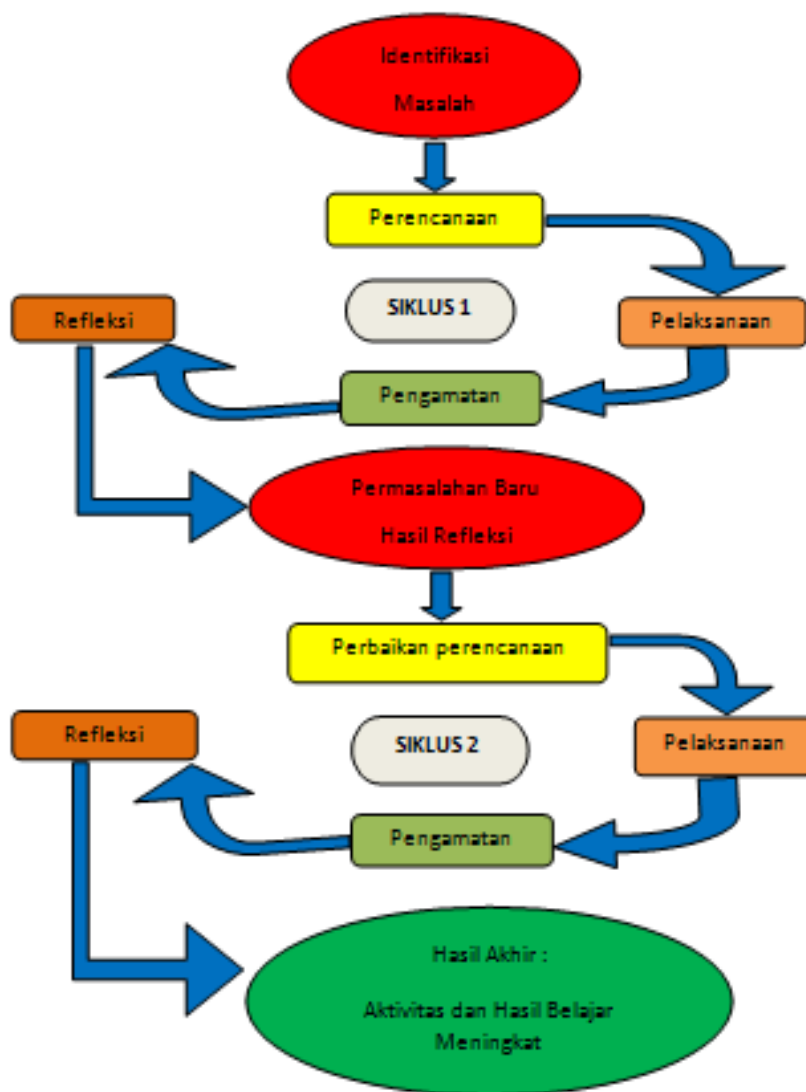 Identifikasi
Masalah
Perencanaan
SIKLUS 1
Refleksi
Pelaksanaan
Pengamatan
Permasalahan Baru
Hasil Refleksi
Perbaikan perencanaan
Refleksi
SIKLUS 2
Pelaksanaan
Pengamatan
Hasil Akhir :
Aktivitas dan Hasil Belajar
Meningkat